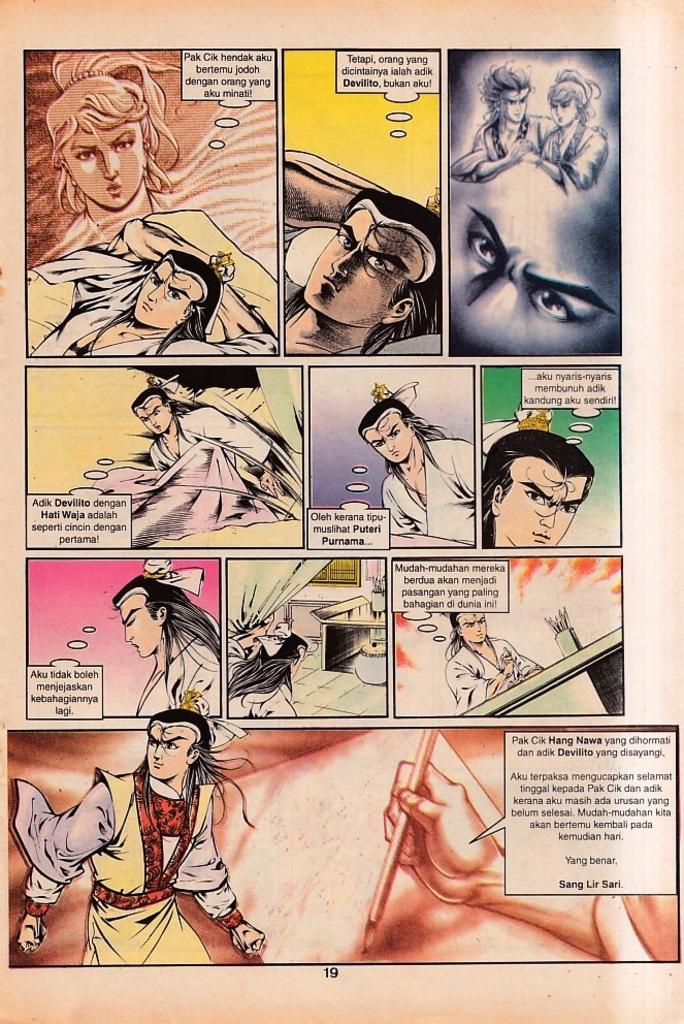 Pak Cik hendak aku
bertemu jodoh
dengan orang yang
aku minati!
Tetapi, orang yang
dicintainya ialah adik
Devilito, bukan aku!
Adik Devilito dengan
Hati Waja adalah
seperti cincin dengan
pertama!
Oleh kerana tipu-
muslihat Puteri
Purnama...
...aku nyaris-nyaris
membunuh adik
kandung aku sendiri!
Aku tidak boleh
menjejaskan
kebahagiannya
lagi.
Mudah-mudahan mereka
berdua akan menjadi
pasangan yang paling
bahagian di dunia ini!
Pak Cik Hang Nawa yang dihormati
dan adik Devilito yang disayangi,
Aku terpaksa mengucapkan selamat
tinggal kepada Pak Cik dan adik
kerana aku masih ada urusan yang
belum selesai. Mudah-mudahan kita
akan bertemu kembali pada
kemudian hari.
Yang benar,
Sang Lir Sari.
19